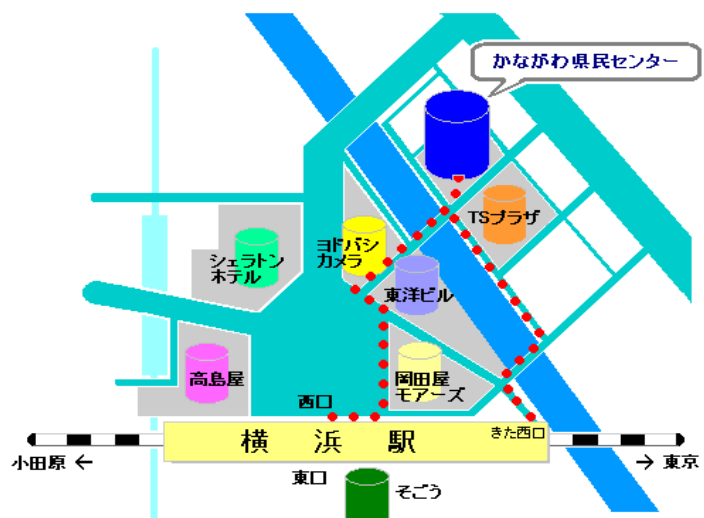 かながわ県民センター
TSプラザ
ヨドバシ
カメラ
シェラトン
ホテル
東洋ビル
高島屋
岡田屋
モアーズ
西口
きた西口
横浜駅
小田原 ←
→ 東京
東口
そごう